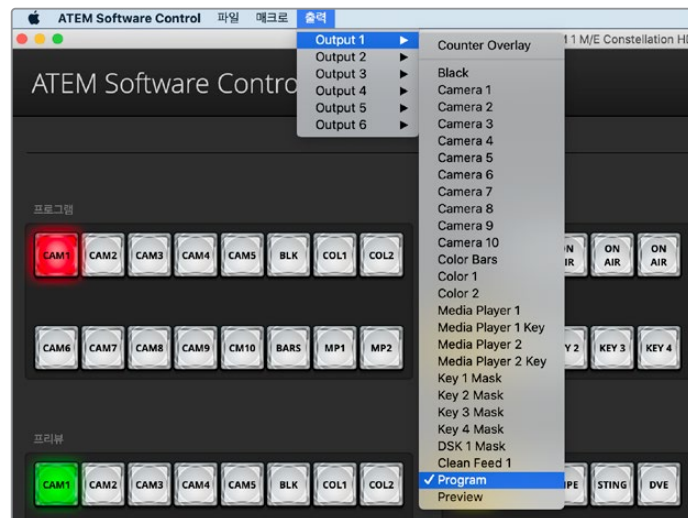 ATEM Software Control 파일 매크로 출력
1 M/E Constellation HD
Output 1
Output 2
Output 3
Output 4
Output 5
Output 6
Counter Overlay
Black
Camera 1
Camera 2
Camera 3
Camera 4
Camera 5
Camera 6
Camera 7
Camera 8
Camera 9
Camera 10
Color Bars
Color 1
Color 2
Media Player 1
Media Player 1 Key
Media Player 2
Media Player 2 Key
Key 1 Mask
Key 2 Mask
Key 3 Mask
Key 4 Mask
DSK 1 Mask
Clean Feed 1
✓ Program
Preview
ATEM Software Contro
프로그램
CAM1 CAM2 CAM3 CAM4 CAM5 BLK COL1 COL2
ON AIR ON AIR
CAM6 CAM7 CAM8 CAM9 CM10 BARS MP1 MP2
KEY 3 KEY 4
프리뷰
CAM1 CAM2 CAM3 CAM4 CAM5 BLK COL1 COL2
STING DVE